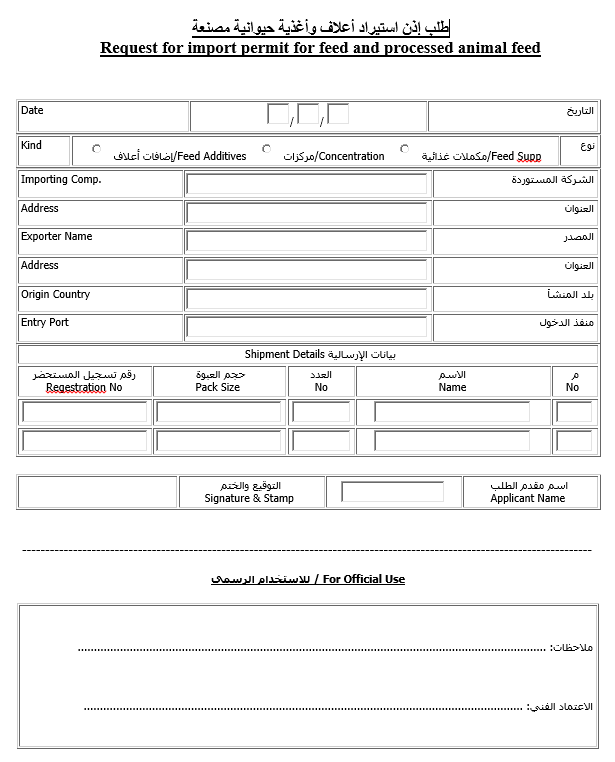 طلب إذن استيراد أعلاف وأغذية حيوانية مصنعة
Request for import permit for feed and processed animal feed
Date / / التاريخ
Kind إضافات أعلاف/Feed Additives مركزات/Concentration مكملات غذائية/Feed Supp نوع
Importing Comp. الشركة المستوردة
Address العنوان
Exporter Name المصدر
Address العنوان
Origin Country بلد المنشأ
Entry Port منفذ الدخول
Shipment Details بيانات الإرسالية
رقم تسجيل المستحضر حجم العبوة العدد الاسم م
Regestration No Pack Size No Name No
التوقيع والختم اسم مقدم الطلب
Signature & Stamp Applicant Name
للاستخدام الرسمى / For Official Use
ملاحظات: ....................
الاعتماد الفني: ....................